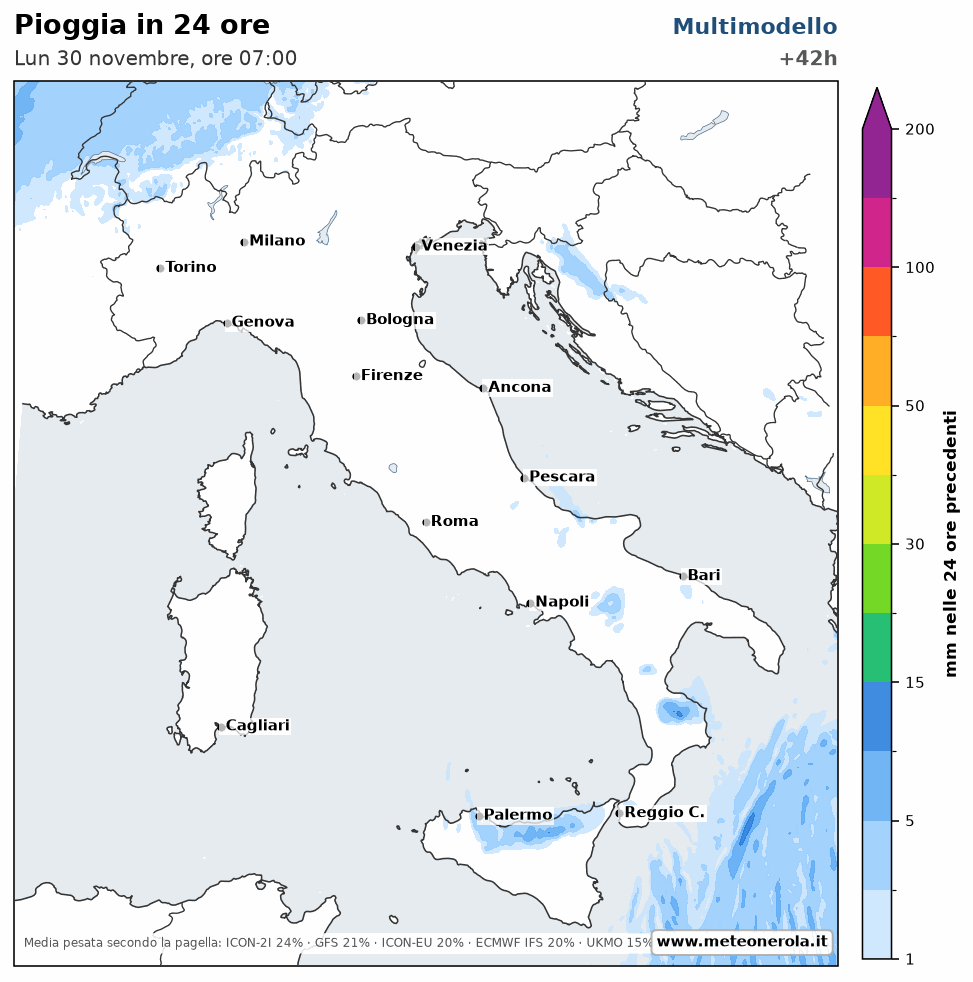 Pioggia in 24 ore
Multimodello
Lun 30 novembre, ore 07:00
+42h
200
100
50
30
15
5
1
mm nelle 24 ore precedenti
Milano
Venezia
Torino
Genova
Bologna
Firenze
Ancona
Pescara
Roma
Bari
Napoli
Cagliari
Palermo
Reggio C.
Media pesata secondo la pagella: ICON-2I 24% · GFS 21% · ICON-EU 20% · ECMWF IFS 20% · UKMO 15%
www.meteonerola.it